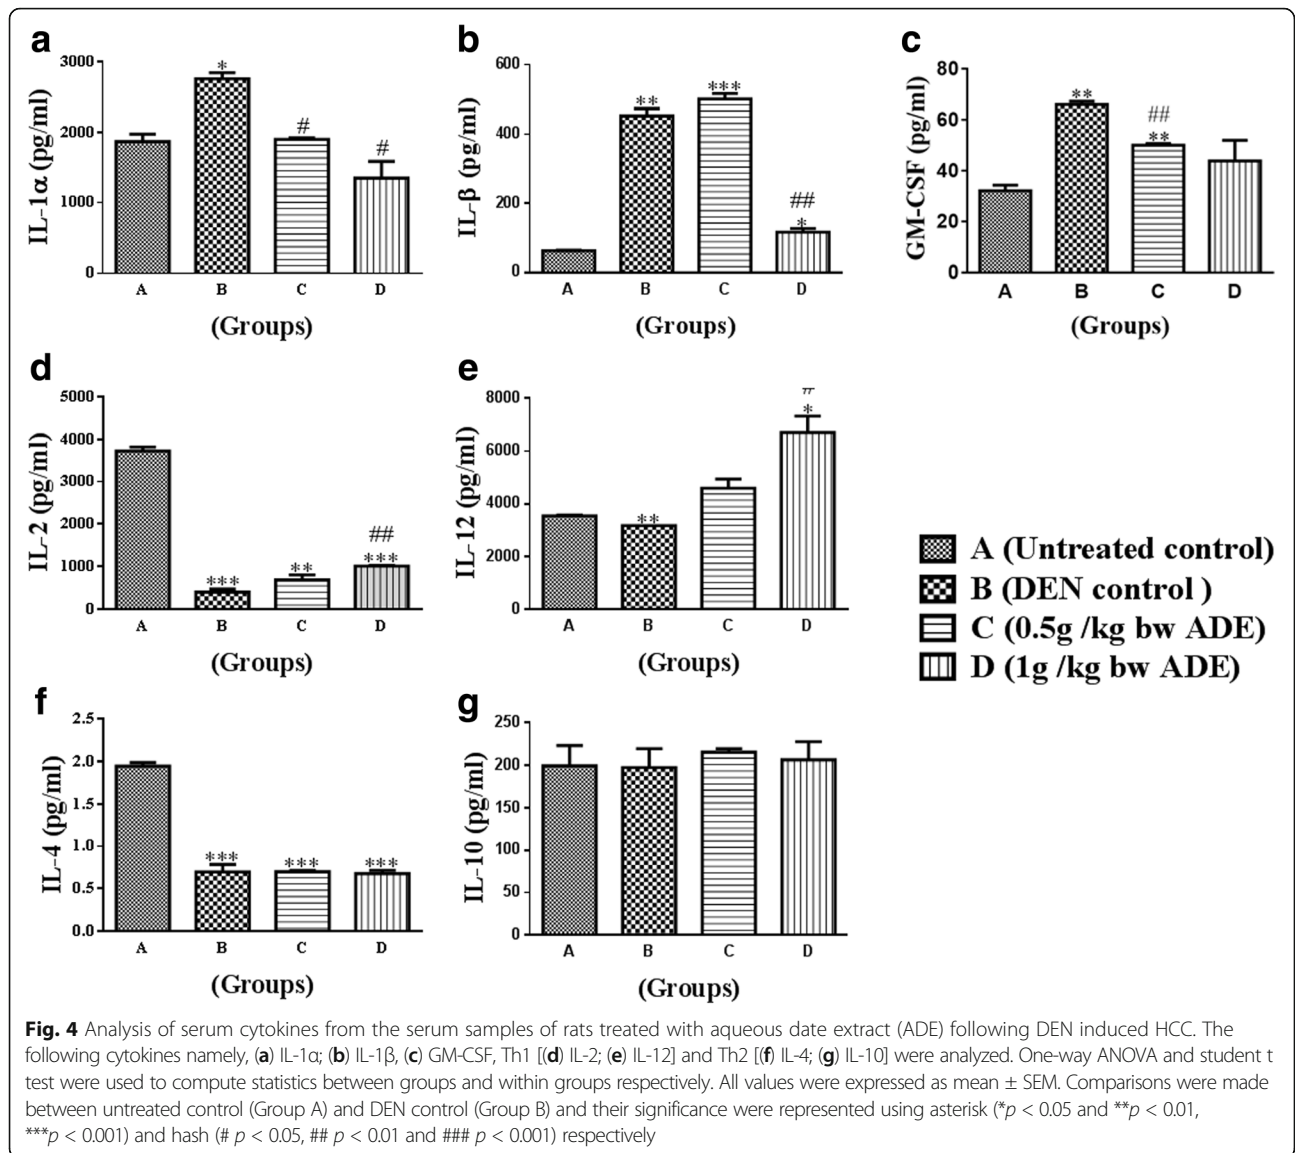 a
3000
2000
1000
0
IL-1α (pg/ml)
*
#
#
A B C D
(Groups)
b
600
400
200
0
IL-β (pg/ml)
**
***
##
*
A B C D
(Groups)
c
80
60
40
20
0
GM-CSF (pg/ml)
**
##
**
A B C D
(Groups)
d
5000
4000
3000
2000
1000
0
IL-2 (pg/ml)
***
**
##
***
A B C D
(Groups)
e
8000
6000
4000
2000
0
IL-12 (pg/ml)
**
#
*
A B C D
(Groups)
A (Untreated control)
B (DEN control )
C (0.5g /kg bw ADE)
D (1g /kg bw ADE)
f
2.5
2.0
1.5
1.0
0.5
0.0
IL-4 (pg/ml)
***
***
***
A B C D
(Groups)
g
250
200
150
100
50
0
IL-10 (pg/ml)
A B C D
(Groups)
Fig. 4 Analysis of serum cytokines from the serum samples of rats treated with aqueous date extract (ADE) following DEN induced HCC. The
following cytokines namely, (a) IL-1α; (b) IL-1β, (c) GM-CSF, Th1 [(d) IL-2; (e) IL-12] and Th2 [(f) IL-4; (g) IL-10] were analyzed. One-way ANOVA and student t
test were used to compute statistics between groups and within groups respectively. All values were expressed as mean ± SEM. Comparisons were made
between untreated control (Group A) and DEN control (Group B) and their significance were represented using asterisk (*p < 0.05 and **p < 0.01,
***p < 0.001) and hash (# p < 0.05, ## p < 0.01 and ### p < 0.001) respectively